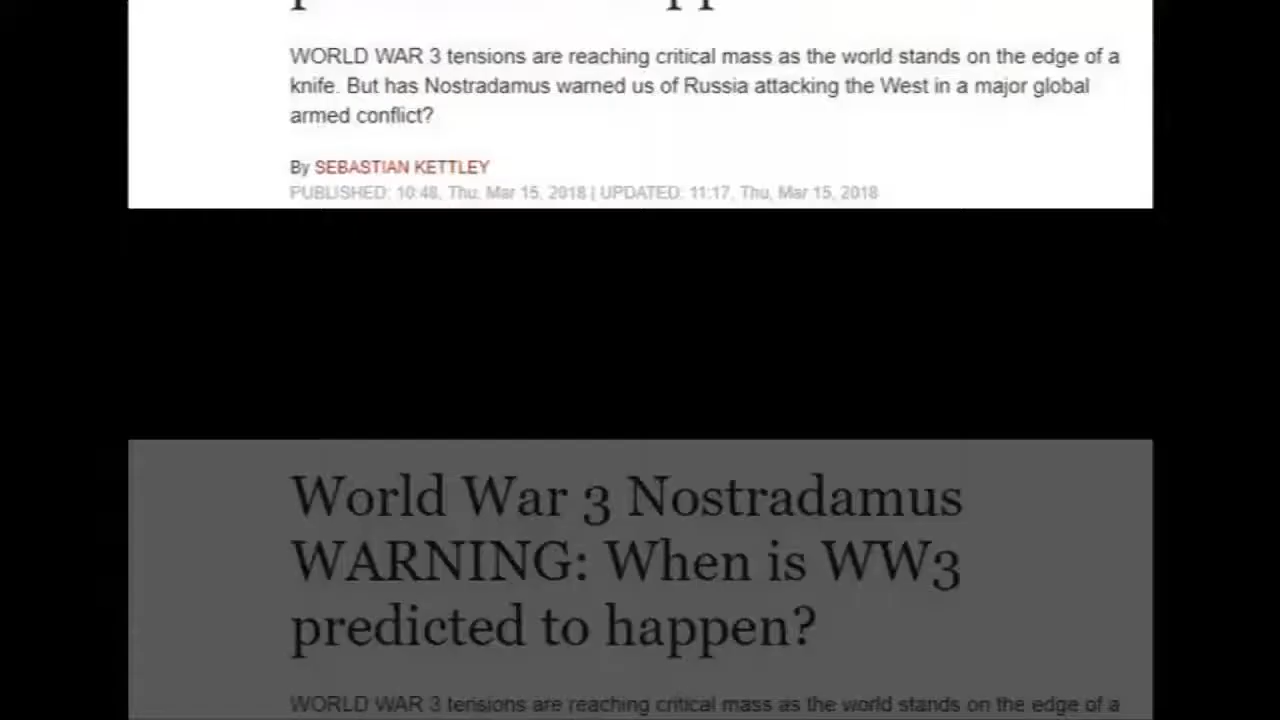 WORLD WAR 3 tensions are reaching critical mass as the world stands on the edge of a
knife. But has Nostradamus warned us of Russia attacking the West in a major global
armed conflict?
By SEBASTIAN KETTLEY
PUBLISHED: 10:48, Thu, Mar 15, 2018 | UPDATED: 11:17, Thu, Mar 15, 2018
World War 3 Nostradamus
WARNING: When is WW3
predicted to happen?
WORLD WAR 3 tensions are reaching critical mass as the world stands on the edge of a